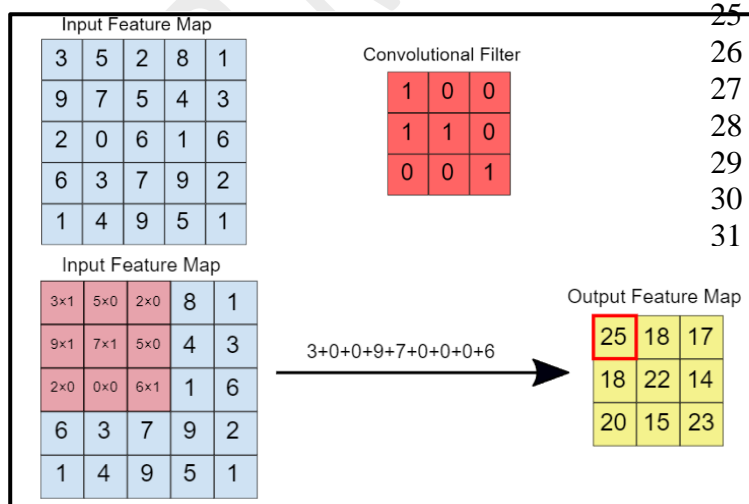 Input Feature Map
3 5 2 8 1
9 7 5 4 3
2 0 6 1 6
6 3 7 9 2
1 4 9 5 1
Convolutional Filter
1 0 0
1 1 0
0 0 1
25
26
27
28
29
30
31
Input Feature Map
3×1 5×0 2×0 8 1
9×1 7×1 5×0 4 3
2×0 0×0 6×1 1 6
6 3 7 9 2
1 4 9 5 1
3+0+0+9+7+0+0+0+6
Output Feature Map
25 18 17
18 22 14
20 15 23